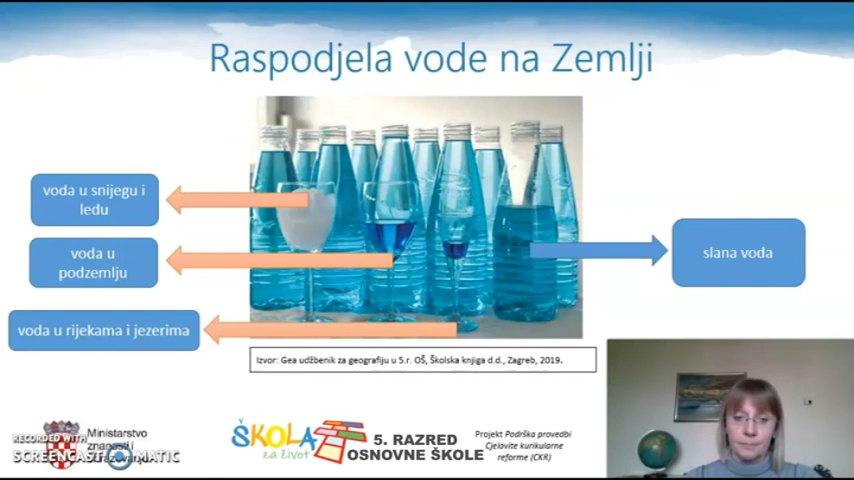 Raspodjela vode na Zemlji
voda u snijegu i
ledu
voda u
podzemlju
voda u rijekama i jezerima
slana voda
Izvor: Gea udžbenik za geografiju u 5.r. OŠ, Školska knjiga d.d., Zagreb, 2019.
Ministarstvo
znanosti i
obrazovanja
RECORDED WITH
SCREENCAST-O-MATIC
ŠKOLA
za život
5. RAZRED
OSNOVNE ŠKOLE
Projekt Podrška provedbi
Cjelovite kurikularne
reforme (CKR)